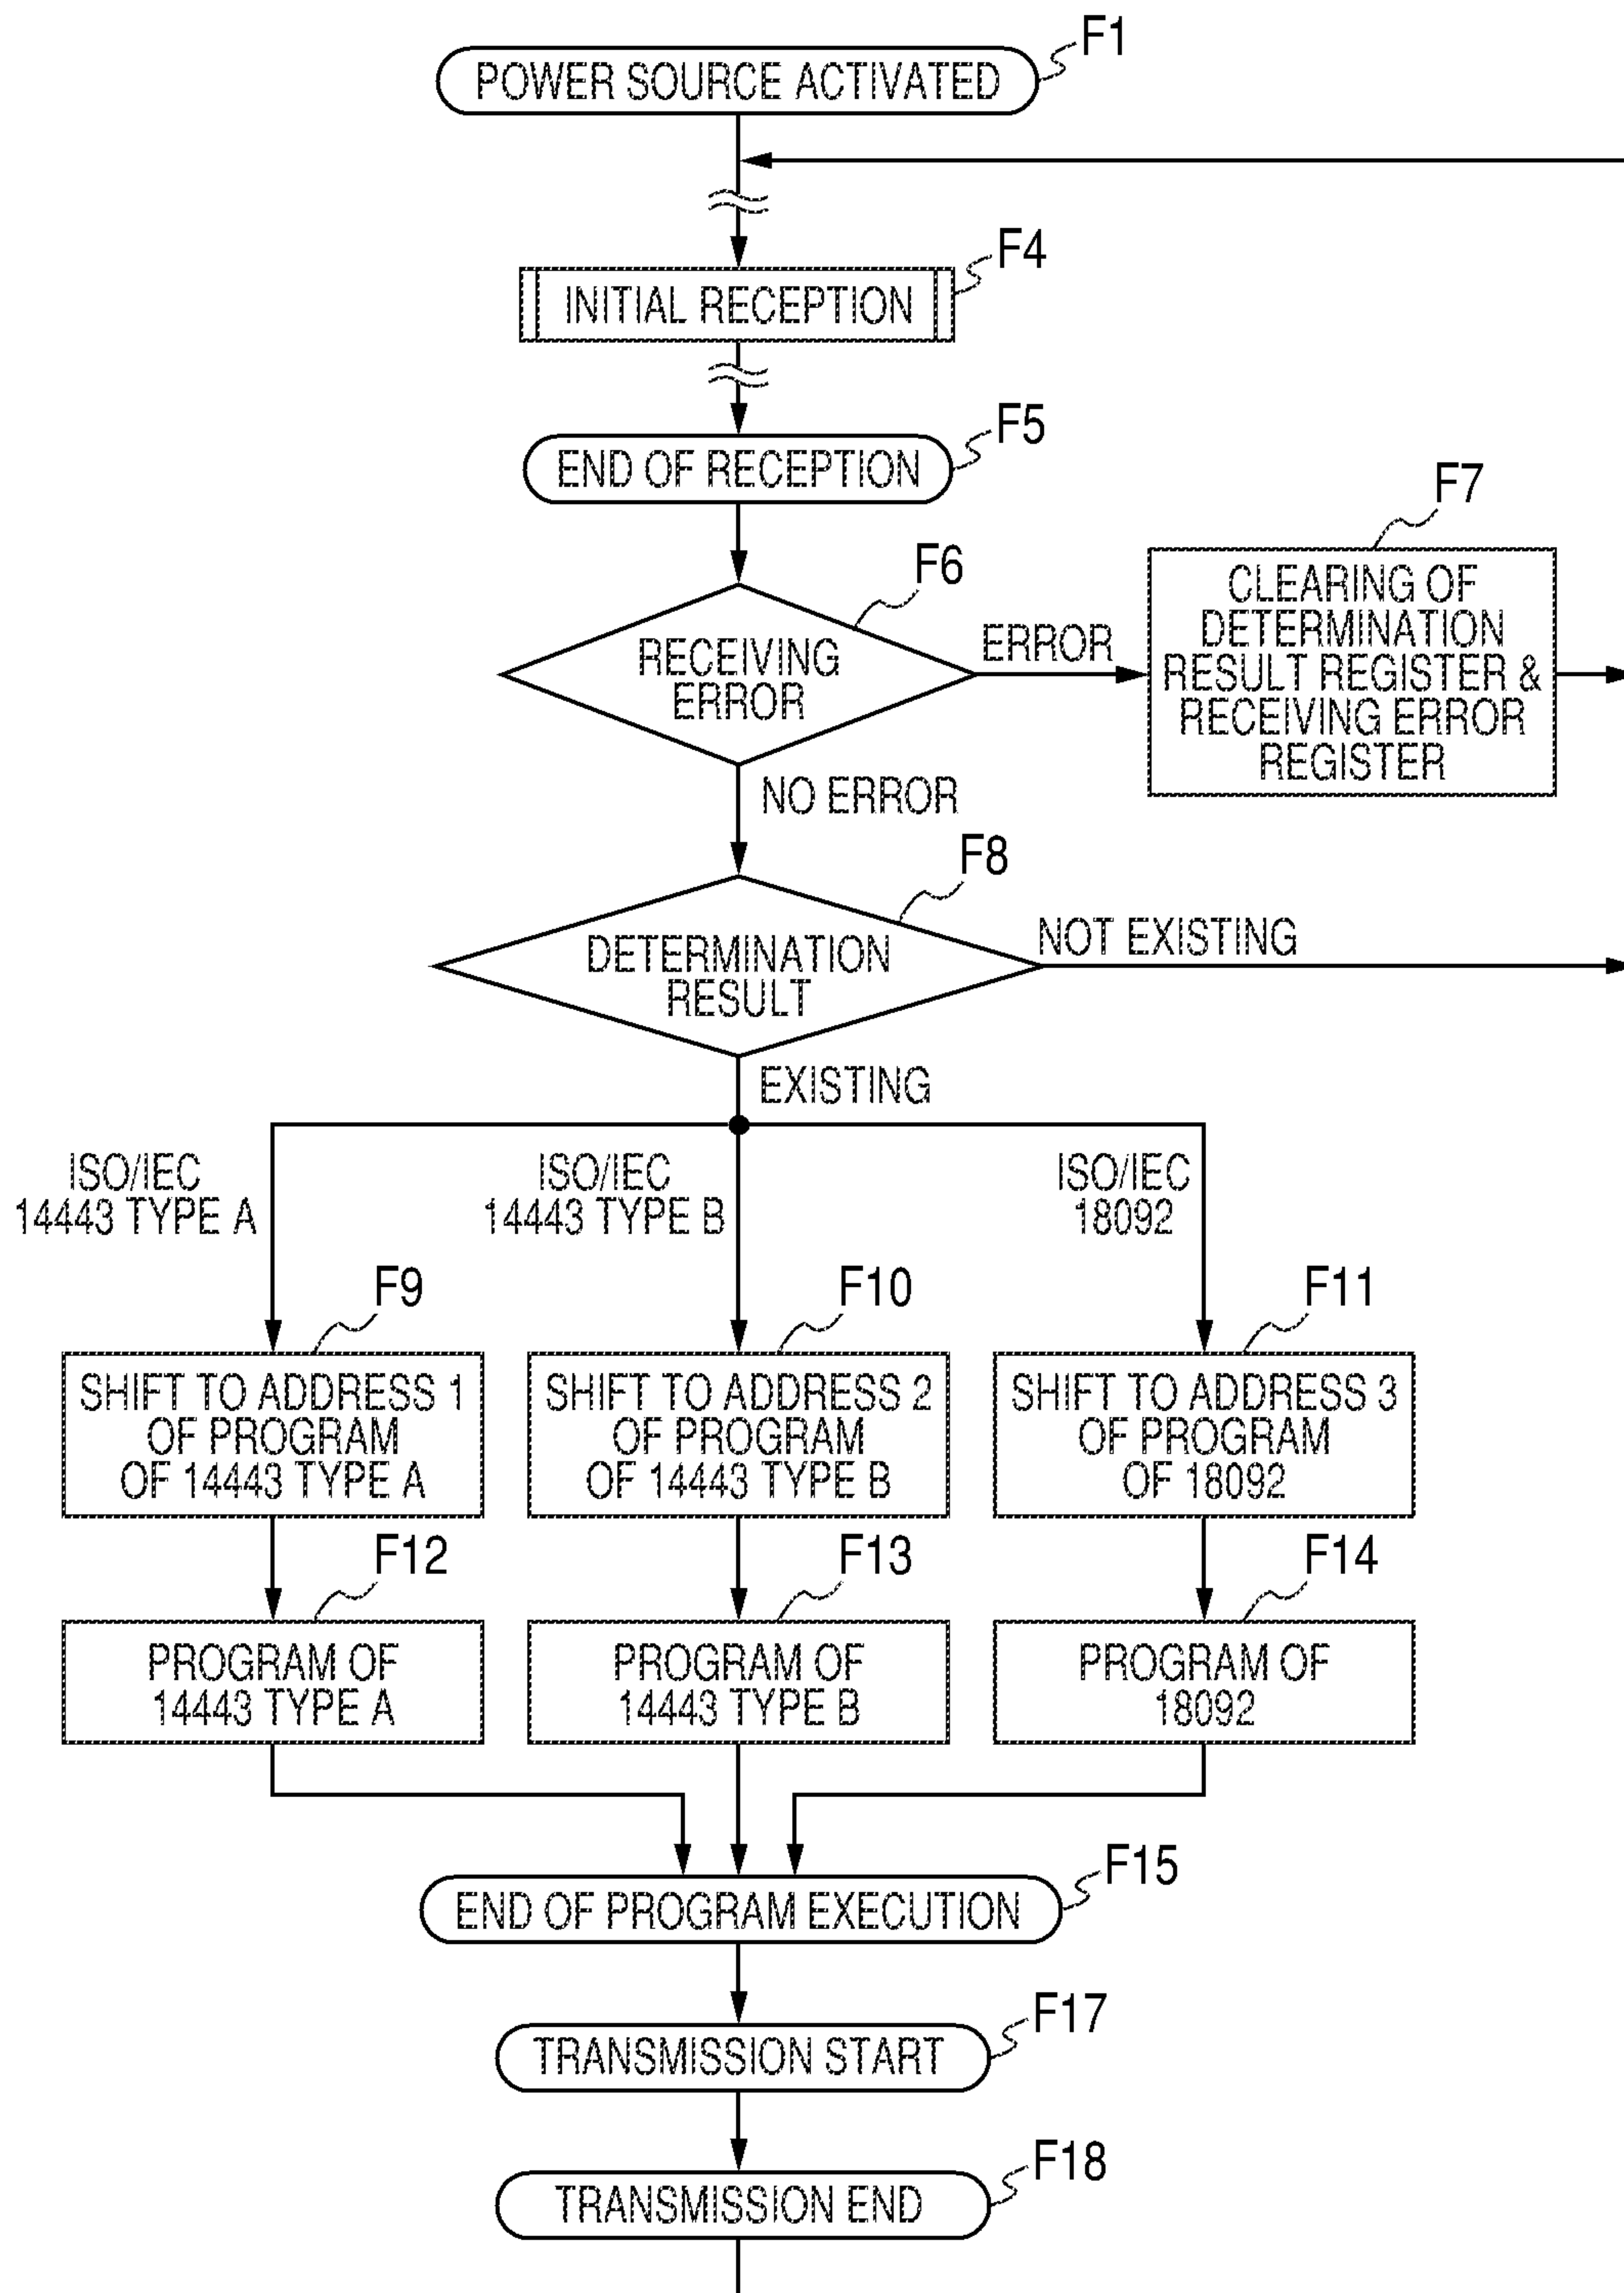 F1
POWER SOURCE ACTIVATED
F4
INITIAL RECEPTION
F5
END OF RECEPTION
F6
RECEIVING
ERROR
ERROR
F7
CLEARING OF
DETERMINATION
RESULT REGISTER &
RECEIVING ERROR
REGISTER
NO ERROR
F8
DETERMINATION
RESULT
NOT EXISTING
EXISTING
ISO/IEC
14443 TYPE A
ISO/IEC
14443 TYPE B
ISO/IEC
18092
F9
SHIFT TO ADDRESS 1
OF PROGRAM
OF 14443 TYPE A
F10
SHIFT TO ADDRESS 2
OF PROGRAM
OF 14443 TYPE B
F11
SHIFT TO ADDRESS 3
OF PROGRAM
OF 18092
F12
PROGRAM OF
14443 TYPE A
F13
PROGRAM OF
14443 TYPE B
F14
PROGRAM OF
18092
F15
END OF PROGRAM EXECUTION
F17
TRANSMISSION START
F18
TRANSMISSION END